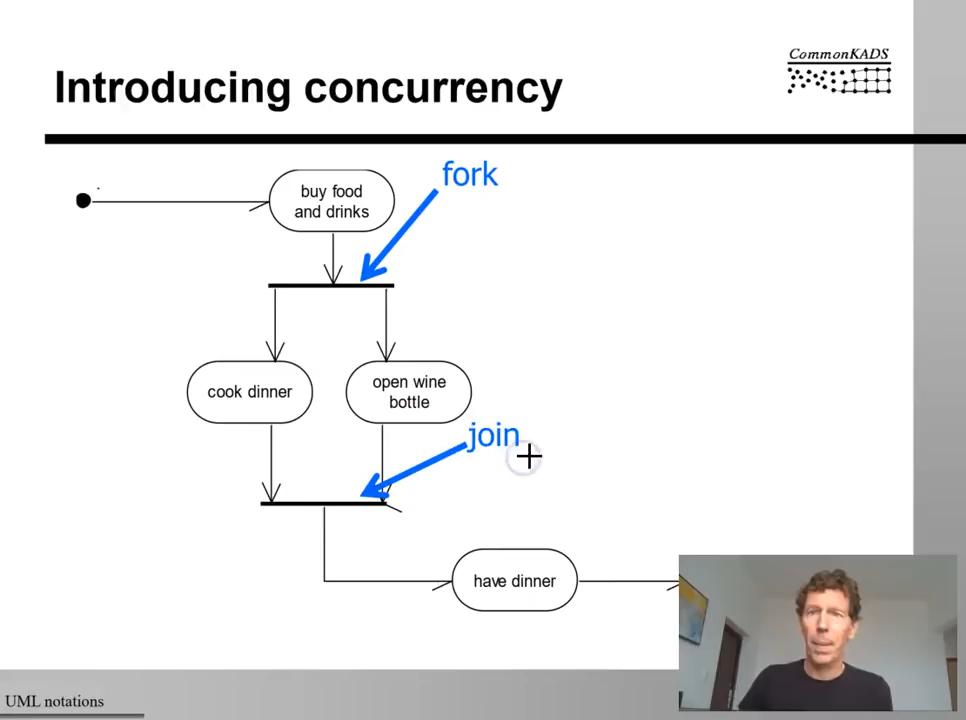 CommonKADS
Introducing concurrency
fork
buy food
and drinks
cook dinner
open wine
bottle
join
have dinner
UML notations